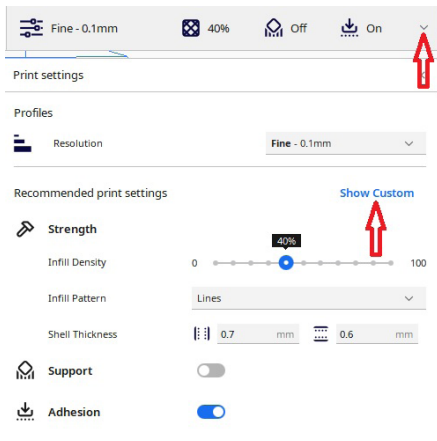 Fine - 0.1mm 40% Off On
Print settings
Profiles
Resolution Fine - 0.1mm
Recommended print settings Show Custom
Strength
40%
Infill Density 0 100
Infill Pattern Lines
Shell Thickness 0.7 mm 0.6 mm
Support
Adhesion